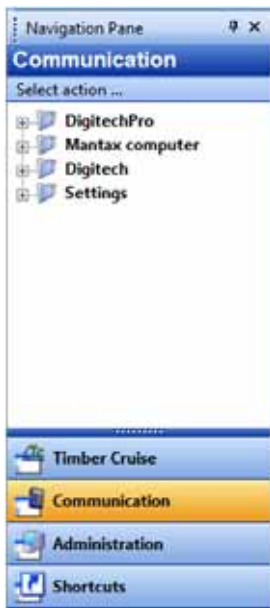 Navigation Pane
Communication
Select action ...
DigitechPro
Mantax computer
Digitech
Settings
Timber Cruise
Communication
Administration
Shortcuts